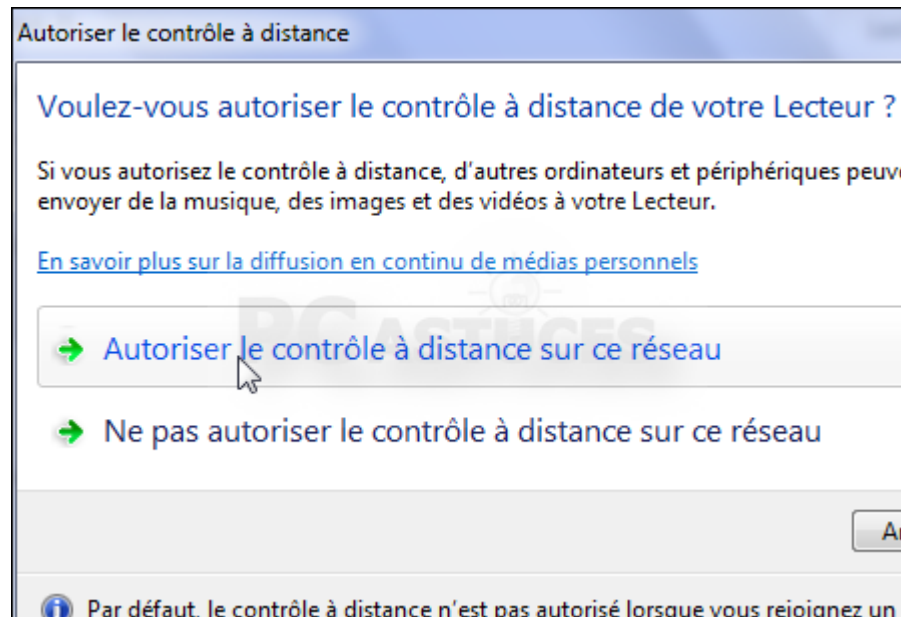 Autoriser le contrôle à distance
Voulez-vous autoriser le contrôle à distance de votre Lecteur ?
Si vous autorisez le contrôle à distance, d'autres ordinateurs et périphériques
envoyer de la musique, des images et des vidéos à votre Lecteur.
En savoir plus sur la diffusion en continu de médias personnels
PC ASTUCES
Autoriser le contrôle à distance sur ce réseau
Ne pas autoriser le contrôle à distance sur ce réseau
Par défaut, le contrôle à distance n'est pas autorisé lorsque vous rejoignez un